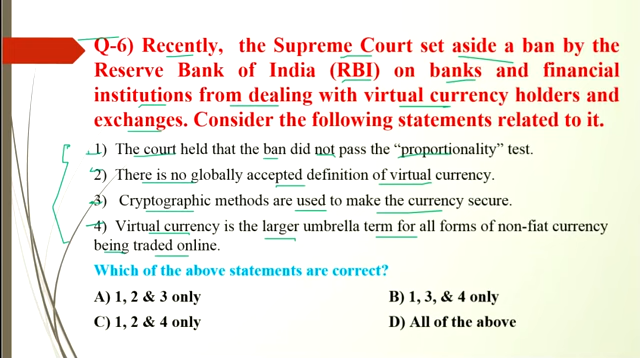 Q-6) Recently, the Supreme Court set aside a ban by the
Reserve Bank of India (RBI) on banks and financial
institutions from dealing with virtual currency holders and
exchanges. Consider the following statements related to it.
1) The court held that the ban did not pass the “proportionality” test.
2) There is no globally accepted definition of virtual currency.
3) Cryptographic methods are used to make the currency secure.
4) Virtual currency is the larger umbrella term for all forms of non-fiat currency
being traded online.
Which of the above statements are correct?
A) 1, 2 & 3 only
B) 1, 3, & 4 only
C) 1, 2 & 4 only
D) All of the above